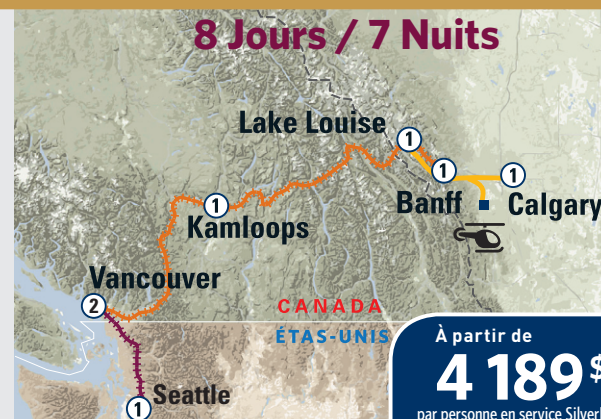 8 Jours / 7 Nuits
Lake Louise
1
1
1
Banff
Calgary
1
Kamloops
Vancouver
2
CANADA
ÉTAS-UNIS
À partir de
4 189 $
par personne en service Silver
Seattle
1